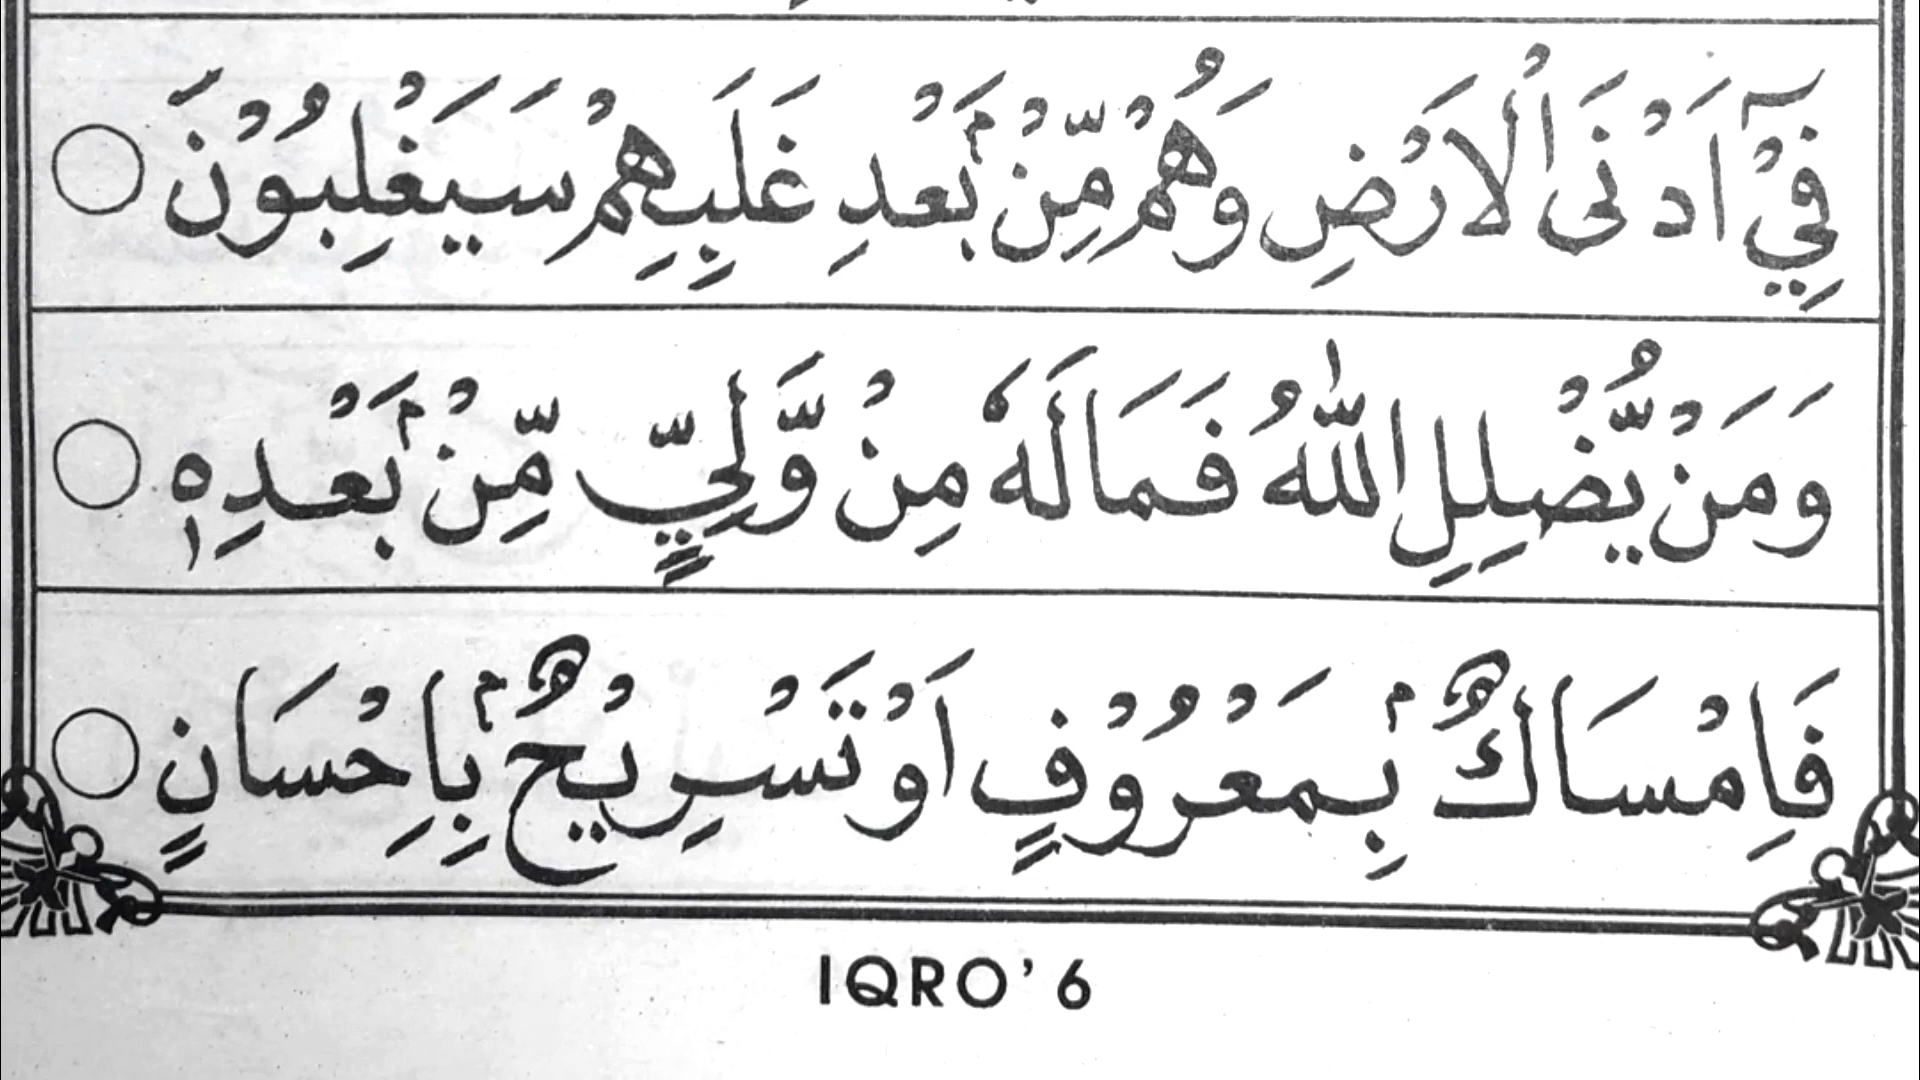 فِيْٓ اَدْنَى الْاَرْضِ وَهُمْ مِّنْۢ بَعْدِ غَلَبِهِمْ سَيَغْلِبُوْنَ ○
وَمَنْ يُّضْلِلِ اللّٰهُ فَمَا لَهٗ مِنْ وَّلِيٍّ مِّنْۢ بَعْدِهٖ ○
فَاِمْسَاكٌۢ بِمَعْرُوْفٍ اَوْ تَسْرِيْحٌۢ بِاِحْسَانٍ ○
IQRO' 6